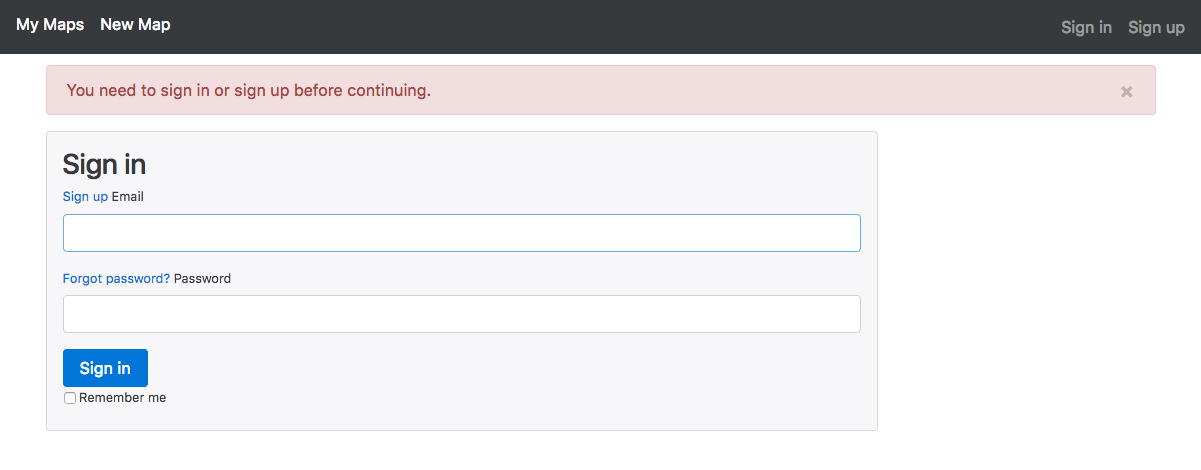 My Maps New Map Sign in Sign up
You need to sign in or sign up before continuing. ×
Sign in
Sign up Email
Forgot password? Password
Sign in
Remember me